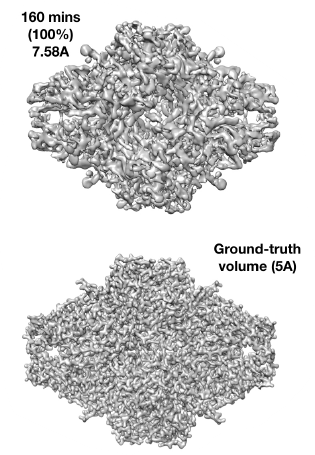 160 mins
(100%)
7.58A
Ground-truth
volume (5A)